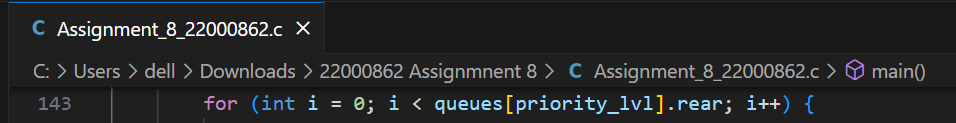 C Assignment_8_22000862.c ×
C: > Users > dell > Downloads > 22000862 Assignmnent 8 > C Assignment_8_22000862.c > main()
143 for (int i = 0; i < queues[priority_lvl].rear; i++) {